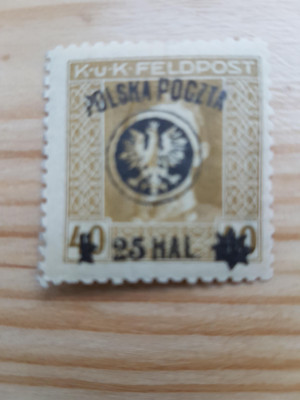 K.u.K. FELDPOST
POLSKA POCZTA
40 25 HAL. 40